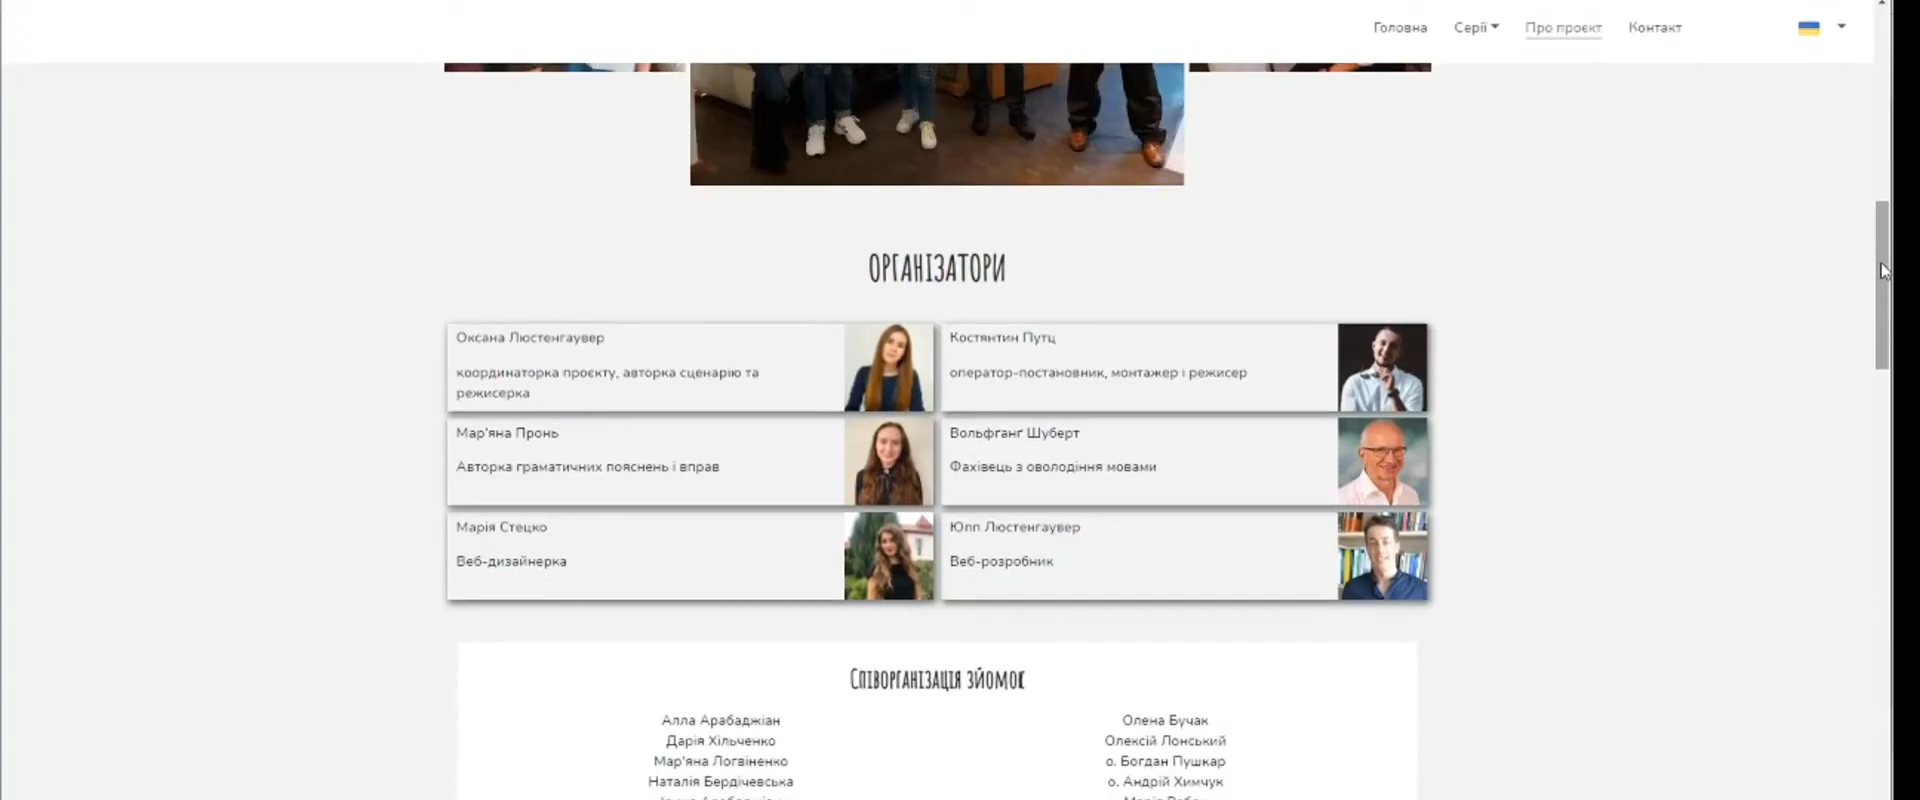 Головна Серії Про проєкт Контакт
ОРГАНІЗАТОРИ
Оксана Люстенгаувер
координаторка проєкту, авторка сценарію та
режисерка
Костянтин Путц
оператор-постановник, монтажер і режисер
Мар'яна Пронь
Авторка граматичних пояснень і вправ
Вольфґанґ Шуберт
Фахівець з оволодіння мовами
Марія Стецко
Веб-дизайнерка
Юпп Люстенгаувер
Веб-розробник
Співорганізація зйомок
Алла Арабаджіан
Дарія Хільченко
Мар'яна Логвіненко
Наталія Бердічевська
Олена Бучак
Олексій Лонський
о. Богдан Пушкар
о. Андрій Химчук